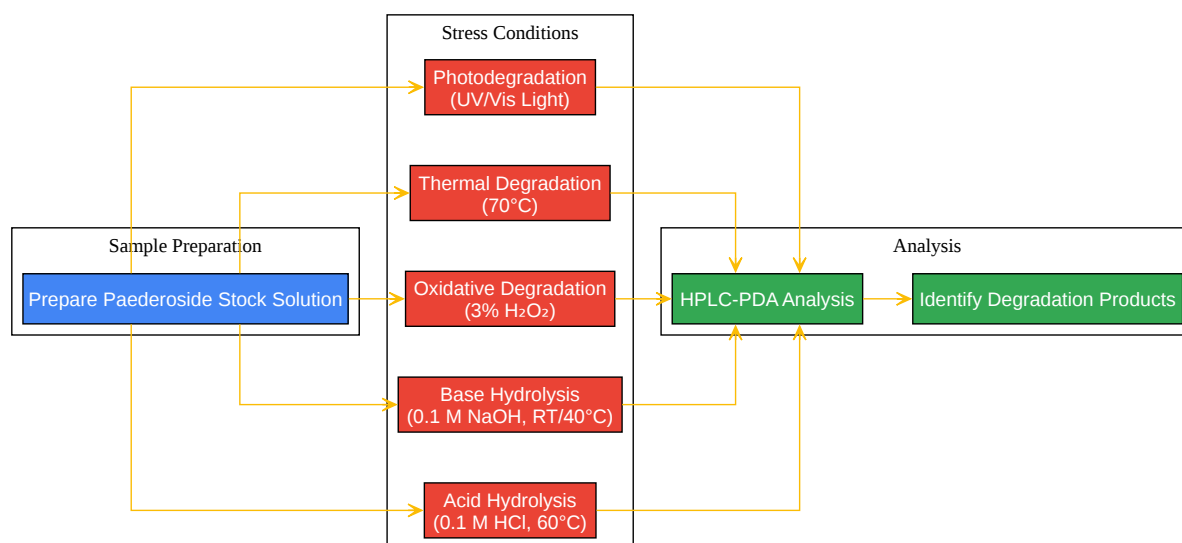 Stress Conditions
Photodegradation
(UV/Vis Light)
Thermal Degradation
(70°C)
Sample Preparation
Analysis
Prepare Paederoside Stock Solution
Oxidative Degradation
(3% H₂O₂)
HPLC-PDA Analysis
Identify Degradation Products
Base Hydrolysis
(0.1 M NaOH, RT/40°C)
Acid Hydrolysis
(0.1 M HCl, 60°C)